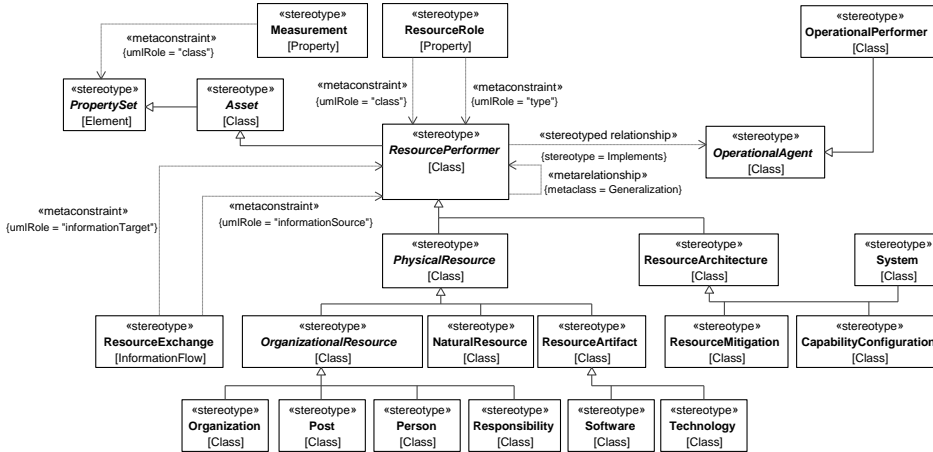 «stereotype»
Measurement
[Property]
«stereotype»
ResourceRole
[Property]
«stereotype»
OperationalPerformer
[Class]
«metaconstraint»
{umlRole = "class"}
«stereotype»
PropertySet
[Element]
«stereotype»
Asset
[Class]
«metaconstraint»
{umlRole = "class"}
«metaconstraint»
{umlRole = "type"}
«stereotype»
ResourcePerformer
[Class]
«stereotyped relationship»
{stereotype = Implements}
«metarelationship»
{metaclass = Generalization}
«stereotype»
OperationalAgent
[Class]
«metaconstraint»
{umlRole = "informationTarget"}
«metaconstraint»
{umlRole = "informationSource"}
«stereotype»
PhysicalResource
[Class]
«stereotype»
ResourceArchitecture
[Class]
«stereotype»
System
[Class]
«stereotype»
ResourceExchange
[InformationFlow]
«stereotype»
OrganizationalResource
[Class]
«stereotype»
NaturalResource
[Class]
«stereotype»
ResourceArtifact
[Class]
«stereotype»
ResourceMitigation
[Class]
«stereotype»
CapabilityConfiguration
[Class]
«stereotype»
Organization
[Class]
«stereotype»
Post
[Class]
«stereotype»
Person
[Class]
«stereotype»
Responsibility
[Class]
«stereotype»
Software
[Class]
«stereotype»
Technology
[Class]